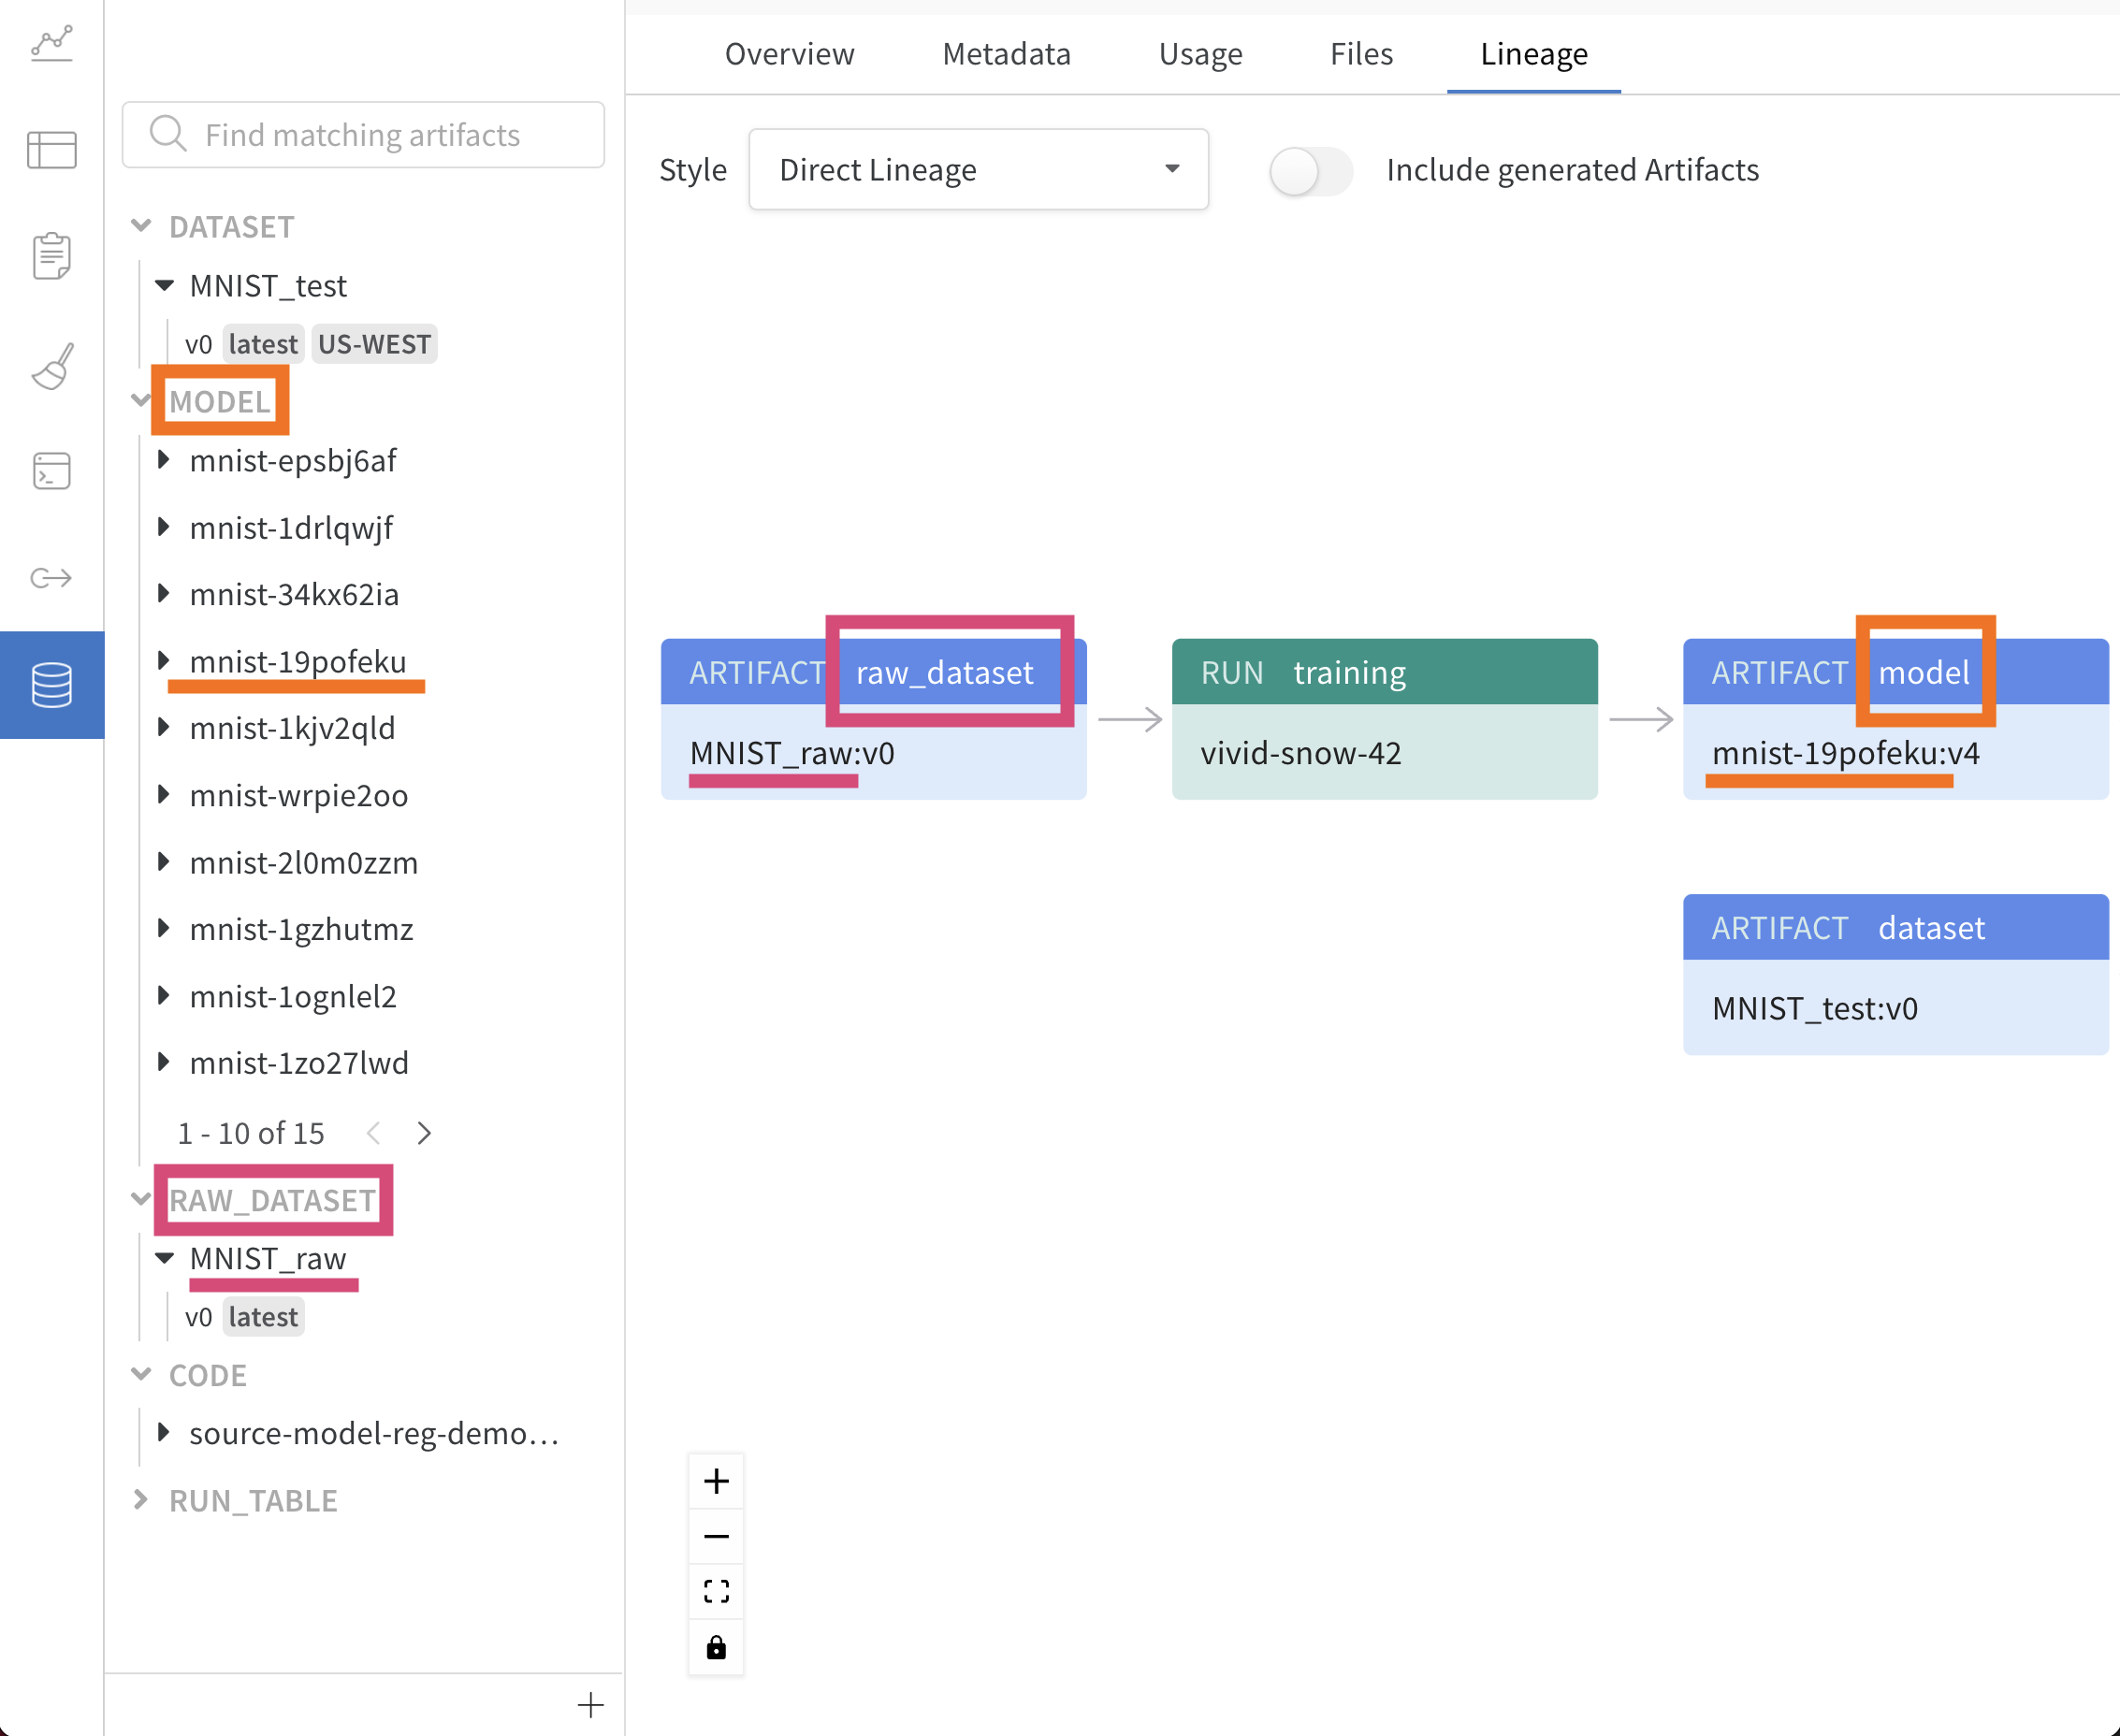 Overview Metadata Usage Files Lineage
Find matching artifacts
Style Direct Lineage Include generated Artifacts
DATASET
MNIST_test
v0 latest US-WEST
MODEL
mnist-epsbj6af
mnist-1drlqwjf
mnist-34kx62ia
mnist-19pofeku
mnist-1kjv2qld
mnist-wrpie2oo
mnist-2l0m0zzm
mnist-1gzhutmz
mnist-1ognlel2
mnist-1zo27lwd
1 - 10 of 15
RAW_DATASET
MNIST_raw
v0 latest
CODE
source-model-reg-demo...
RUN_TABLE
ARTIFACT raw_dataset
MNIST_raw:v0
RUN training
vivid-snow-42
ARTIFACT model
mnist-19pofeku:v4
ARTIFACT dataset
MNIST_test:v0